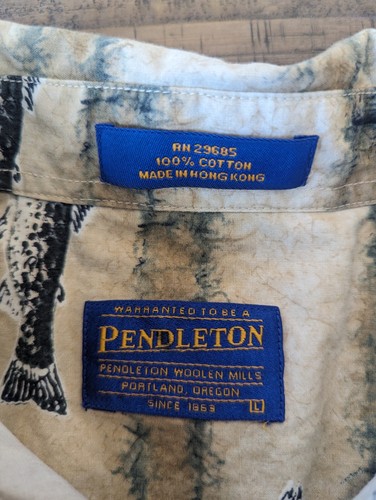 RN 29685
100% COTTON
MADE IN HONG KONG
WARRANTED TO BE A
PENDLETON
PENDLETON WOOLEN MILLS
PORTLAND, OREGON
SINCE 1863
L